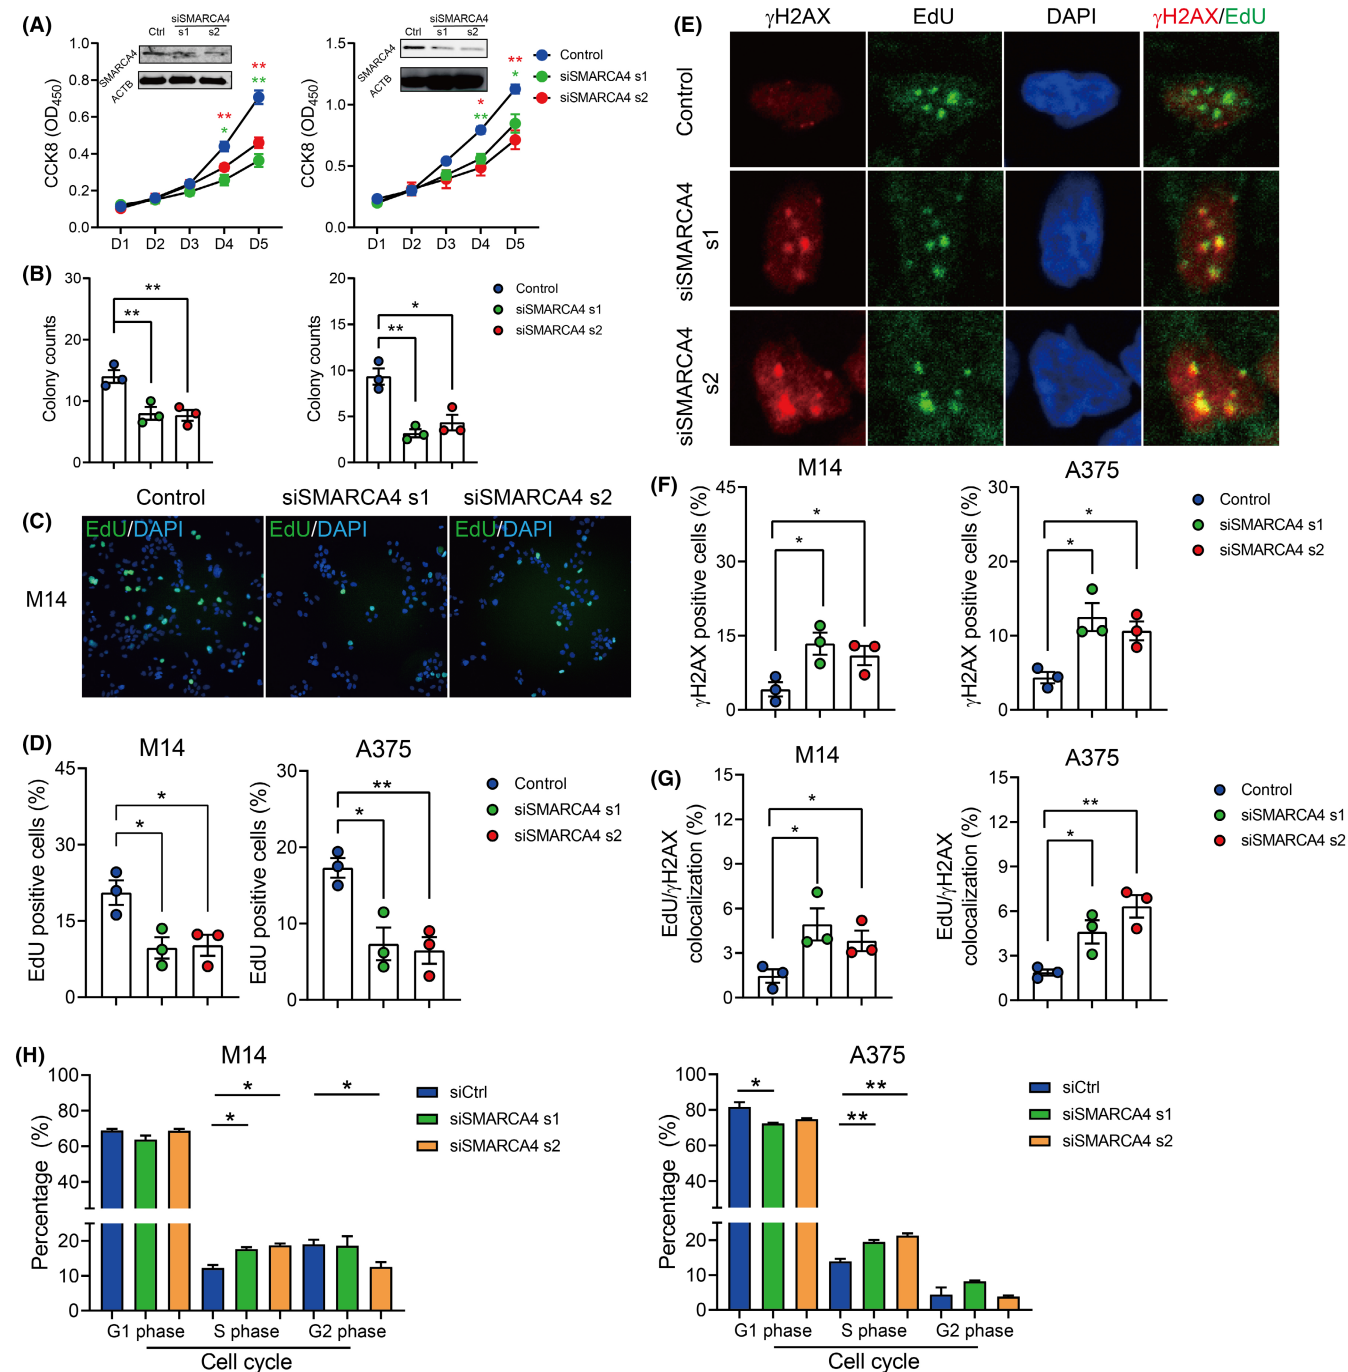 (A)
siSMARCA4
Ctrl s1 s2
SMARCA4
ACTB
CCK8 (OD450)
1.0
0.8
0.6
0.4
0.2
0.0
** **
** *
D1 D2 D3 D4 D5
siSMARCA4
Ctrl s1 s2
SMARCA4
ACTB
CCK8 (OD450)
1.5
1.0
0.5
0.0
** *
* **
D1 D2 D3 D4 D5
Control
siSMARCA4 s1
siSMARCA4 s2
(B)
Colony counts
30
20
10
0
**
**
Colony counts
20
15
10
5
0
*
**
Control
siSMARCA4 s1
siSMARCA4 s2
(C)
Control siSMARCA4 s1 siSMARCA4 s2
EdU/DAPI EdU/DAPI EdU/DAPI
M14
(D)
M14
EdU positive cells (%)
45
30
15
0
*
*
A375
EdU positive cells (%)
30
20
10
0
**
*
Control
siSMARCA4 s1
siSMARCA4 s2
(E)
γH2AX EdU DAPI γH2AX/EdU
Control
siSMARCA4
s1
siSMARCA4
s2
(F)
M14
γH2AX positive cells (%)
45
30
15
0
*
*
A375
γH2AX positive cells (%)
30
20
10
0
*
*
Control
siSMARCA4 s1
siSMARCA4 s2
(G)
M14
EdU/γH2AX
colocalization (%)
15
12
9
6
3
0
*
*
A375
EdU/γH2AX
colocalization (%)
15
12
9
6
3
0
**
*
Control
siSMARCA4 s1
siSMARCA4 s2
(H)
M14
Percentage (%)
100
80
60
40
20
10
0
* *
*
G1 phase S phase G2 phase
Cell cycle
siCtrl
siSMARCA4 s1
siSMARCA4 s2
A375
Percentage (%)
100
80
60
40
20
10
0
* **
**
G1 phase S phase G2 phase
Cell cycle
siCtrl
siSMARCA4 s1
siSMARCA4 s2